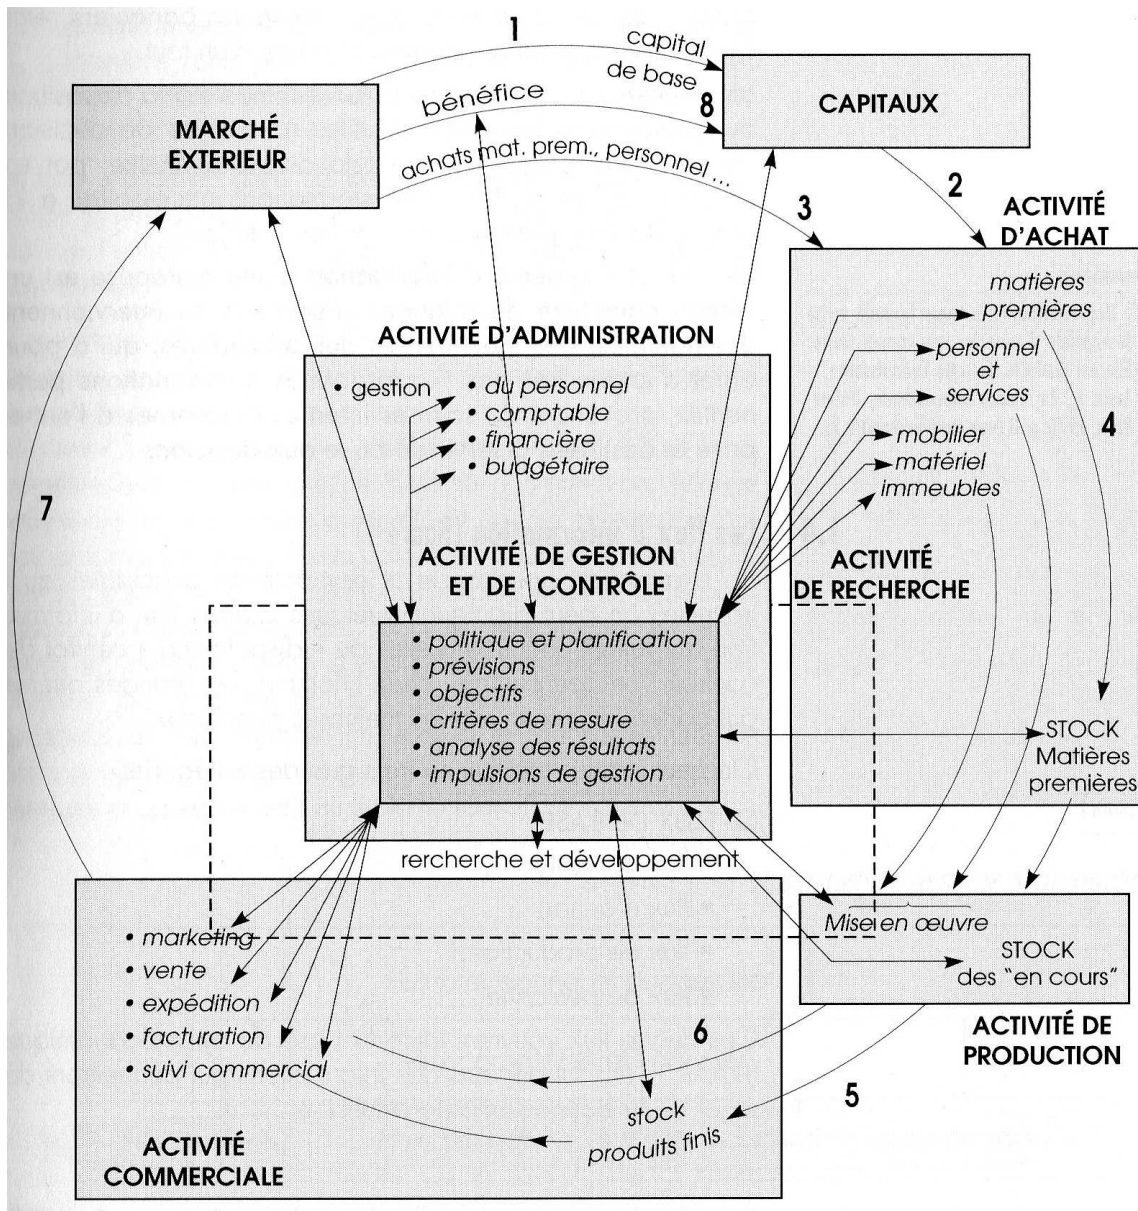 1
capital
de base
8
bénéfice
achats mat. prem., personnel ...
MARCHÉ
EXTERIEUR
CAPITAUX
2
3
ACTIVITÉ
D'ACHAT
matières
premières
personnel
et
services
mobilier
matériel
immeubles
4
ACTIVITÉ D'ADMINISTRATION
• gestion
• du personnel
• comptable
• financière
• budgétaire
7
ACTIVITÉ DE GESTION
ET DE CONTRÔLE
ACTIVITÉ
DE RECHERCHE
• politique et planification
• prévisions
• objectifs
• critères de mesure
• analyse des résultats
• impulsions de gestion
STOCK
Matières
premières
rercherche et développement
Mise en œuvre
STOCK
des "en cours"
• marketing
• vente
• expédition
• facturation
• suivi commercial
6
ACTIVITÉ DE
PRODUCTION
5
stock
produits finis
ACTIVITÉ
COMMERCIALE